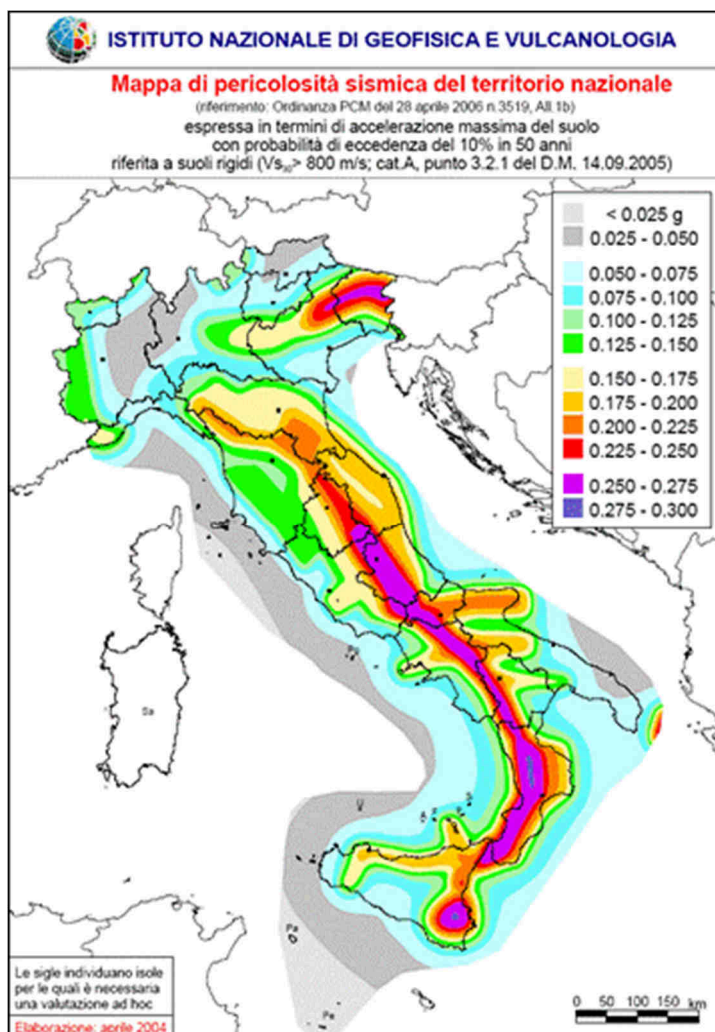 ISTITUTO NAZIONALE DI GEOFISICA E VULCANOLOGIA
Mappa di pericolosità sismica del territorio nazionale
(riferimento: Ordinanza PCM del 28 aprile 2006 n.3519, All.1b)
espressa in termini di accelerazione massima del suolo
con probabilità di eccedenza del 10% in 50 anni
riferita a suoli rigidi (Vs₃₀> 800 m/s; cat.A, punto 3.2.1 del D.M. 14.09.2005)
< 0.025 g
0.025 - 0.050
0.050 - 0.075
0.075 - 0.100
0.100 - 0.125
0.125 - 0.150
0.150 - 0.175
0.175 - 0.200
0.200 - 0.225
0.225 - 0.250
0.250 - 0.275
0.275 - 0.300
Sa
U
Pa
Pe
Le sigle individuano isole
per le quali è necessaria
una valutazione ad hoc
Elaborazione: aprile 2004
0 50 100 150
km